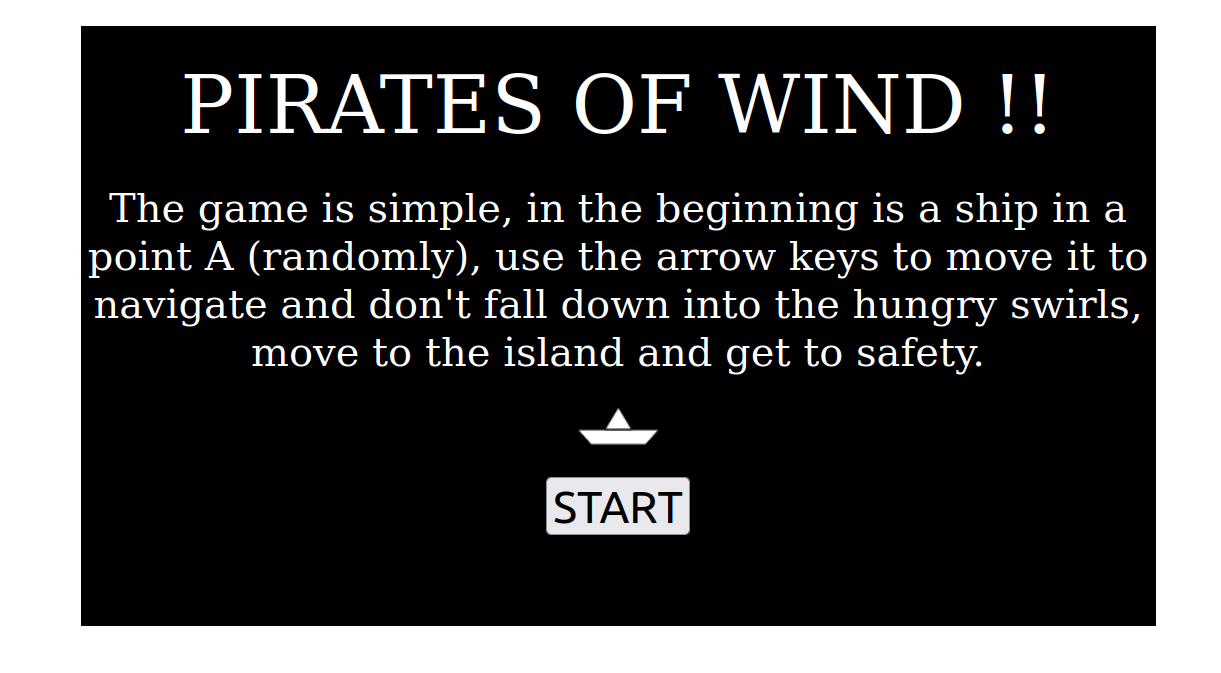 PIRATES OF WIND !!
The game is simple, in the beginning is a ship in a
point A (randomly), use the arrow keys to move it to
navigate and don't fall down into the hungry swirls,
move to the island and get to safety.
START